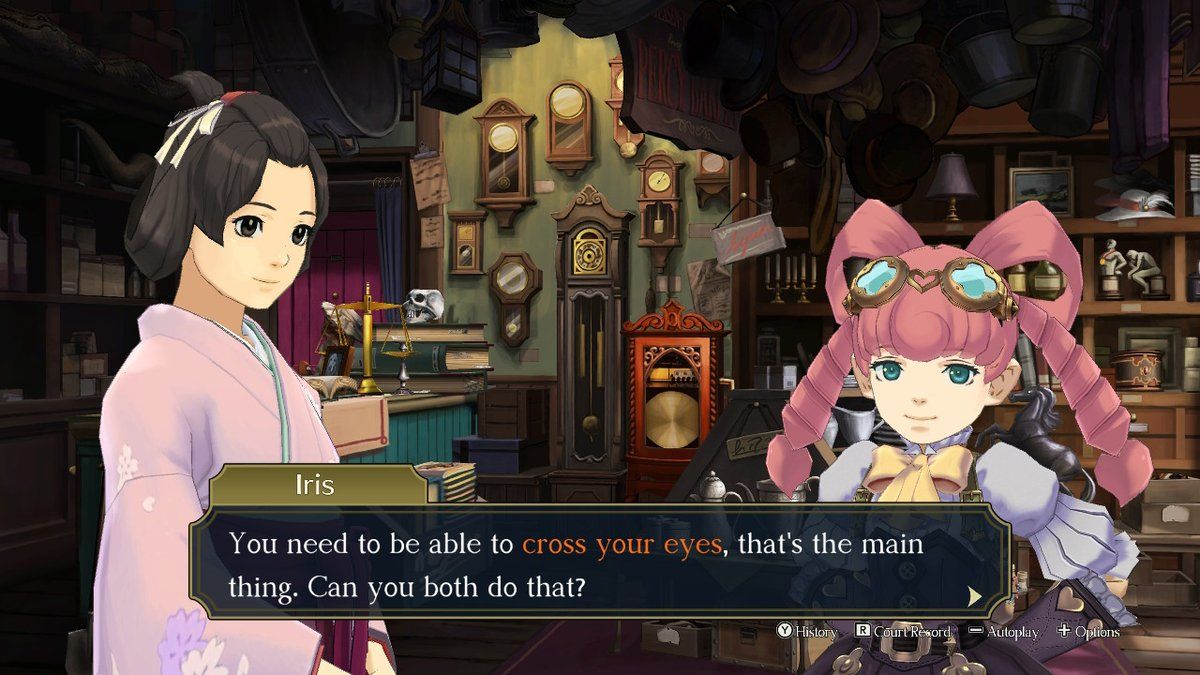 Iris
You need to be able to cross your eyes, that's the main
thing. Can you both do that?
Y History R Court Record − Autoplay + Options